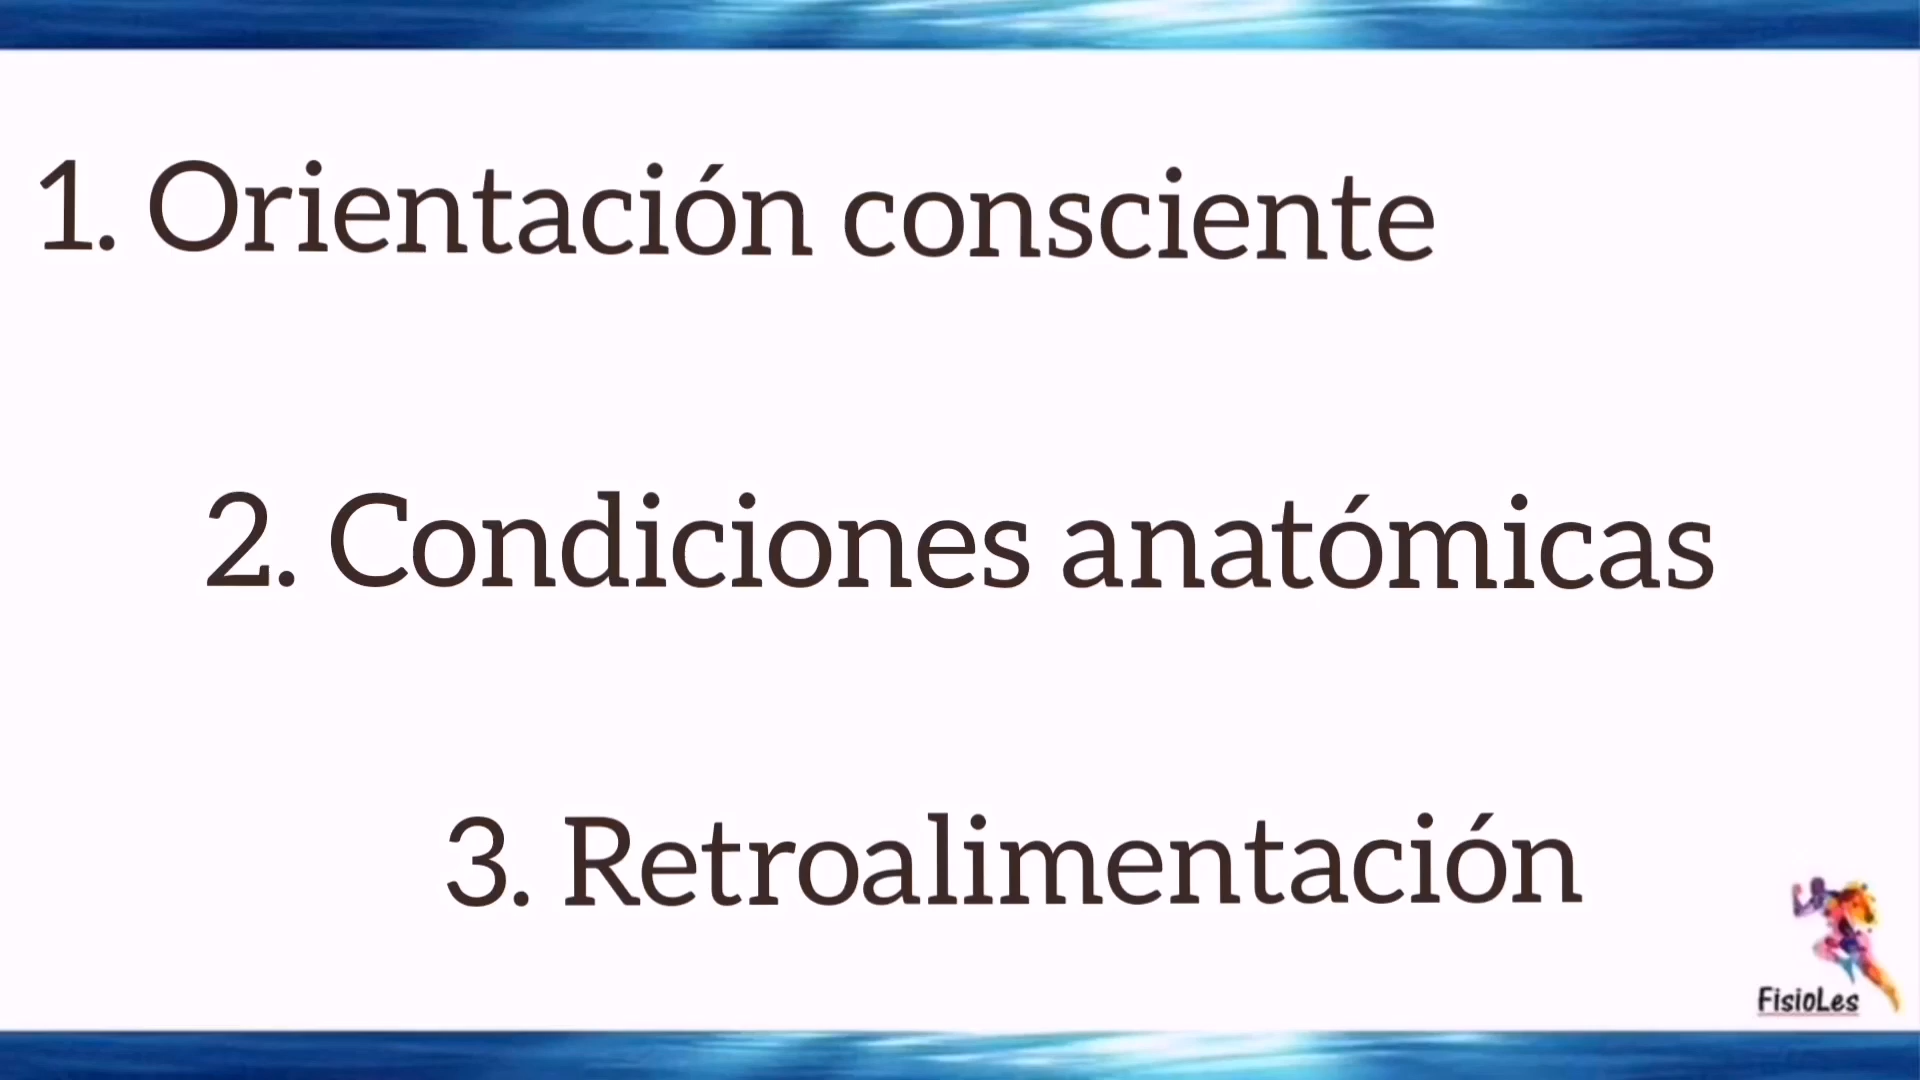 1. Orientación consciente
2. Condiciones anatómicas
3. Retroalimentación
FisioLes